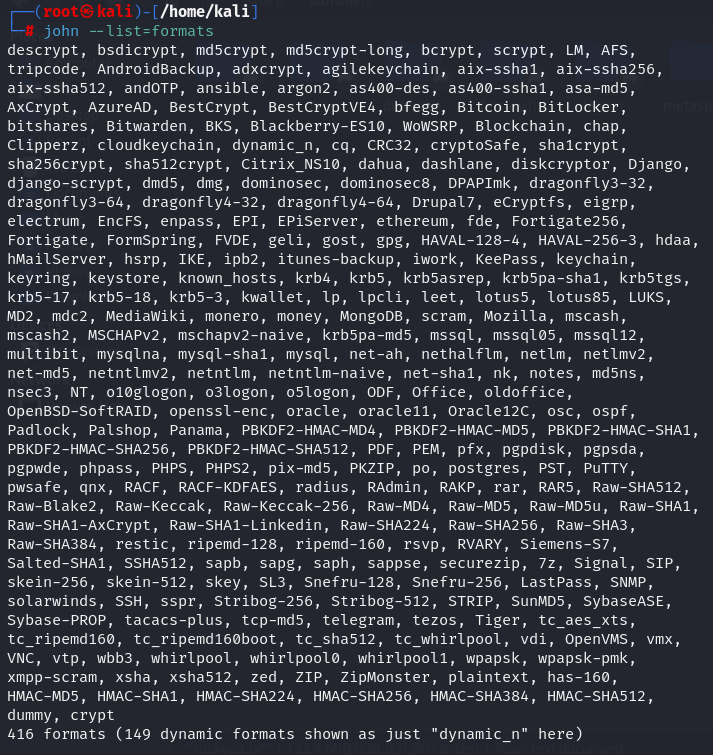 ┌──(root㉿kali)-[/home/kali]
└─# john --list=formats
descrypt, bsdicrypt, md5crypt, md5crypt-long, bcrypt, scrypt, LM, AFS,
tripcode, AndroidBackup, adxcrypt, agilekeychain, aix-ssha1, aix-ssha256,
aix-ssha512, andOTP, ansible, argon2, as400-des, as400-ssha1, asa-md5,
AxCrypt, AzureAD, BestCrypt, BestCryptVE4, bfegg, Bitcoin, BitLocker,
bitshares, Bitwarden, BKS, Blackberry-ES10, WoWSRP, Blockchain, chap,
Clipperz, cloudkeychain, dynamic_n, cq, CRC32, cryptoSafe, sha1crypt,
sha256crypt, sha512crypt, Citrix_NS10, dahua, dashlane, diskcryptor, Django,
django-scrypt, dmd5, dmg, dominosec, dominosec8, DPAPImk, dragonfly3-32,
dragonfly3-64, dragonfly4-32, dragonfly4-64, Drupal7, eCryptfs, eigrp,
electrum, EncFS, enpass, EPI, EPiServer, ethereum, fde, Fortigate256,
Fortigate, FormSpring, FVDE, geli, gost, gpg, HAVAL-128-4, HAVAL-256-3, hdaa,
hMailServer, hsrp, IKE, ipb2, itunes-backup, iwork, KeePass, keychain,
keyring, keystore, known_hosts, krb4, krb5, krb5asrep, krb5pa-sha1, krb5tgs,
krb5-17, krb5-18, krb5-3, kwallet, lp, lpcli, leet, lotus5, lotus85, LUKS,
MD2, mdc2, MediaWiki, monero, money, MongoDB, scram, Mozilla, mscash,
mscash2, MSCHAPv2, mschapv2-naive, krb5pa-md5, mssql, mssql05, mssql12,
multibit, mysqlna, mysql-sha1, mysql, net-ah, nethalflm, netlm, netlmv2,
net-md5, netntlmv2, netntlm, netntlm-naive, net-sha1, nk, notes, md5ns,
nsec3, NT, o10glogon, o3logon, o5logon, ODF, Office, oldoffice,
OpenBSD-SoftRAID, openssl-enc, oracle, oracle11, Oracle12C, osc, ospf,
Padlock, Palshop, Panama, PBKDF2-HMAC-MD4, PBKDF2-HMAC-MD5, PBKDF2-HMAC-SHA1,
PBKDF2-HMAC-SHA256, PBKDF2-HMAC-SHA512, PDF, PEM, pfx, pgpdisk, pgpsda,
pgpwde, phpass, PHPS, PHPS2, pix-md5, PKZIP, po, postgres, PST, PuTTY,
pwsafe, qnx, RACF, RACF-KDFAES, radius, RAdmin, RAKP, rar, RAR5, Raw-SHA512,
Raw-Blake2, Raw-Keccak, Raw-Keccak-256, Raw-MD4, Raw-MD5, Raw-MD5u, Raw-SHA1,
Raw-SHA1-AxCrypt, Raw-SHA1-Linkedin, Raw-SHA224, Raw-SHA256, Raw-SHA3,
Raw-SHA384, restic, ripemd-128, ripemd-160, rsvp, RVARY, Siemens-S7,
Salted-SHA1, SSHA512, sapb, sapg, saph, sappse, securezip, 7z, Signal, SIP,
skein-256, skein-512, skey, SL3, Snefru-128, Snefru-256, LastPass, SNMP,
solarwinds, SSH, sspr, Stribog-256, Stribog-512, STRIP, SunMD5, SybaseASE,
Sybase-PROP, tacacs-plus, tcp-md5, telegram, tezos, Tiger, tc_aes_xts,
tc_ripemd160, tc_ripemd160boot, tc_sha512, tc_whirlpool, vdi, OpenVMS, vmx,
VNC, vtp, wbb3, whirlpool, whirlpool0, whirlpool1, wpapsk, wpapsk-pmk,
xmpp-scram, xsha, xsha512, zed, ZIP, ZipMonster, plaintext, has-160,
HMAC-MD5, HMAC-SHA1, HMAC-SHA224, HMAC-SHA256, HMAC-SHA384, HMAC-SHA512,
dummy, crypt
416 formats (149 dynamic formats shown as just "dynamic_n" here)